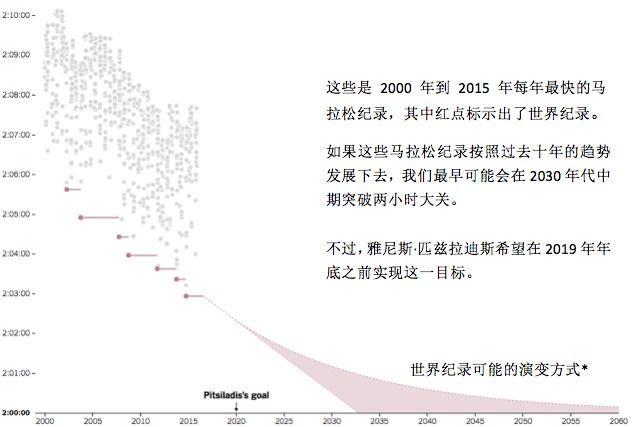 2:10:00
2:09:00
2:08:00
2:07:00
2:06:00
2:05:00
2:04:00
2:03:00
2:02:00
2:01:00
2:00:00
这些是 2000 年到 2015 年每年最快的马
拉松纪录，其中红点标示出了世界纪录。
如果这些马拉松纪录按照过去十年的趋势
发展下去，我们最早可能会在 2030 年代中
期突破两小时大关。
不过，雅尼斯·匹兹拉迪斯希望在 2019 年年
底之前实现这一目标。
世界纪录可能的演变方式*
Pitsiladis's goal
2000 2005 2010 2015 2020 2025 2030 2035 2040 2045 2050 2055 2060